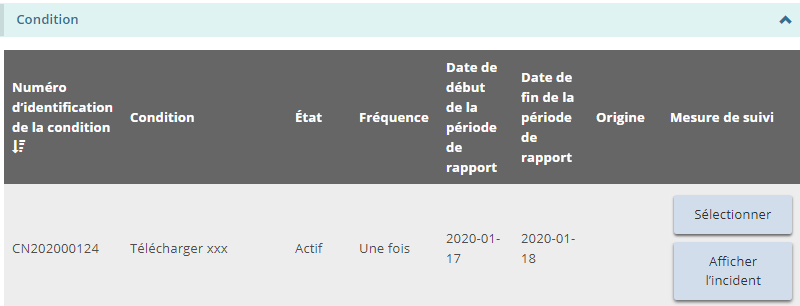 Condition
Numéro
d'identification
de la condition
Condition
État
Fréquence
Date de
début
de la
période
de
rapport
Date de
fin de la
période
de
rapport
Origine
Mesure de suivi
CN202000124
Télécharger xxx
Actif
Une fois
2020-01-
17
2020-01-
18
Sélectionner
Afficher
l'incident